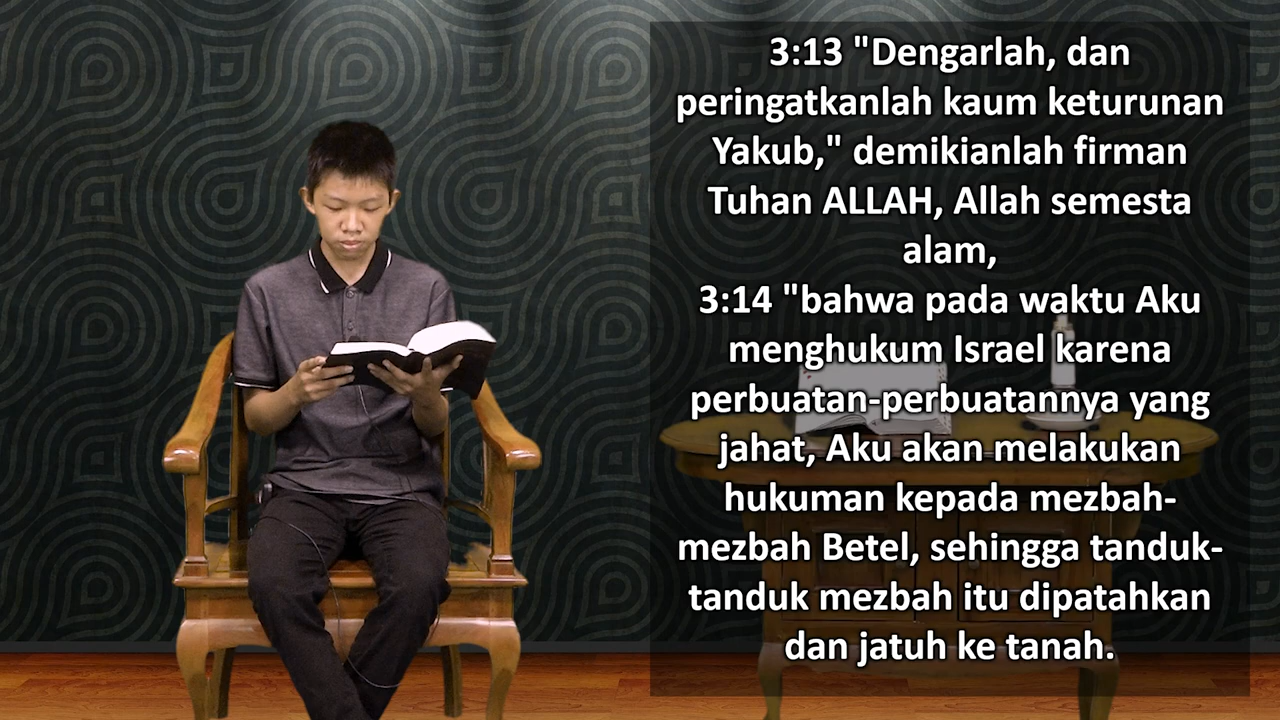 3:13 "Dengarlah, dan
peringatkanlah kaum keturunan
Yakub," demikianlah firman
Tuhan ALLAH, Allah semesta
alam,
3:14 "bahwa pada waktu Aku
menghukum Israel karena
perbuatan-perbuatannya yang
jahat, Aku akan melakukan
hukuman kepada mezbah-
mezbah Betel, sehingga tanduk-
tanduk mezbah itu dipatahkan
dan jatuh ke tanah.